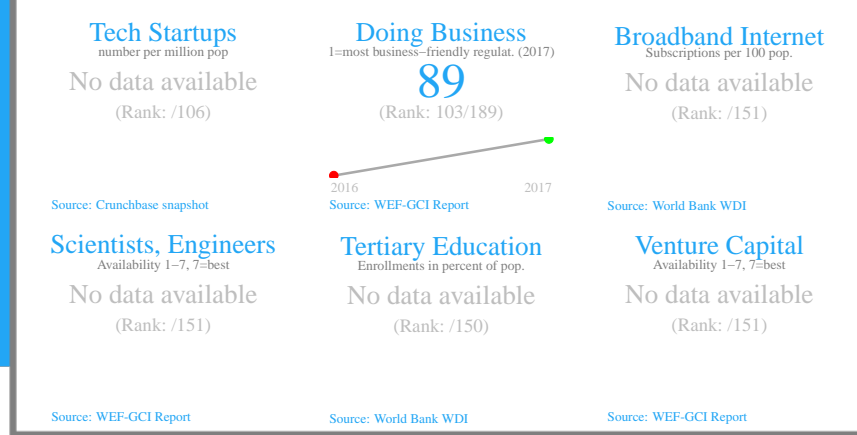 Tech Startups
number per million pop
No data available
(Rank: /106)
Source: Crunchbase snapshot
Doing Business
1=most business−friendly regulat. (2017)
89
(Rank: 103/189)
2016 2017
Source: WEF-GCI Report
Broadband Internet
Subscriptions per 100 pop.
No data available
(Rank: /151)
Source: World Bank WDI
Scientists, Engineers
Availability 1−7, 7=best
No data available
(Rank: /151)
Source: WEF-GCI Report
Tertiary Education
Enrollments in percent of pop.
No data available
(Rank: /150)
Source: World Bank WDI
Venture Capital
Availability 1−7, 7=best
No data available
(Rank: /151)
Source: WEF-GCI Report